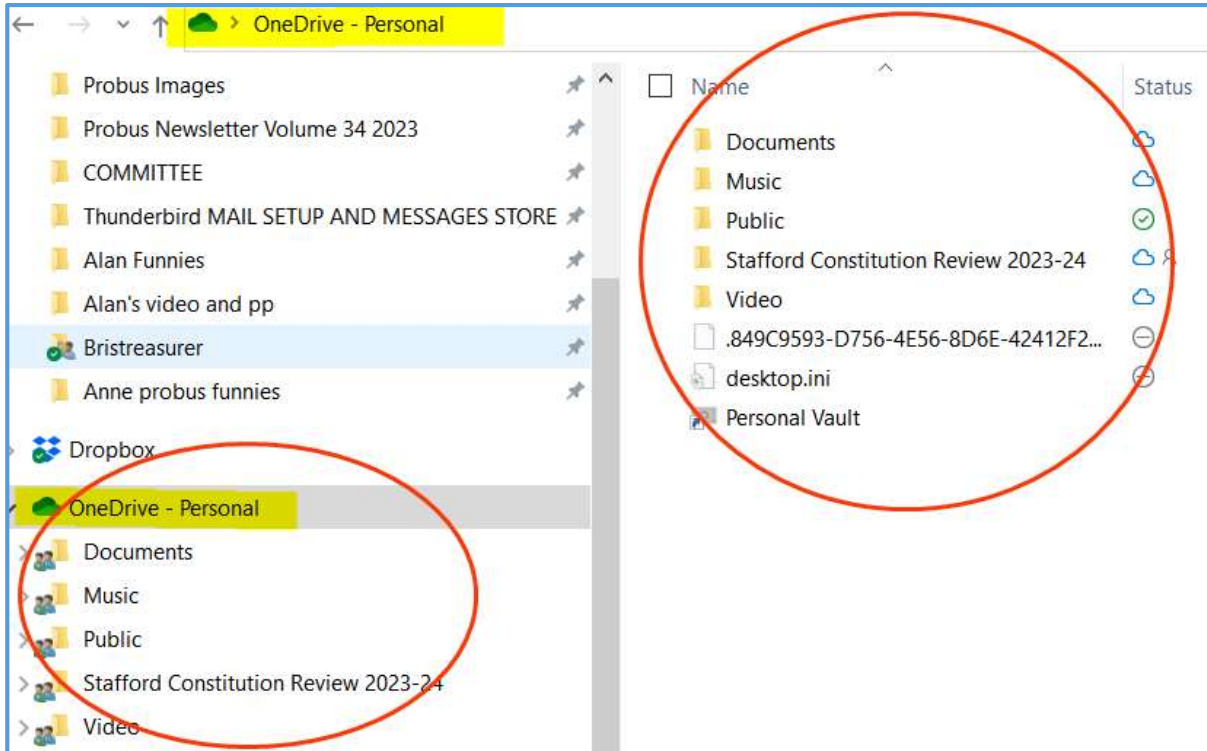 OneDrive - Personal
Probus Images
Probus Newsletter Volume 34 2023
COMMITTEE
Thunderbird MAIL SETUP AND MESSAGES STORE
Alan Funnies
Alan's video and pp
Bristreasurer
Anne probus funnies
Dropbox
OneDrive - Personal
Documents
Music
Public
Stafford Constitution Review 2023-24
Video
Name Status
Documents
Music
Public
Stafford Constitution Review 2023-24
Video
.849C9593-D756-4E56-8D6E-42412F2...
desktop.ini
Personal Vault